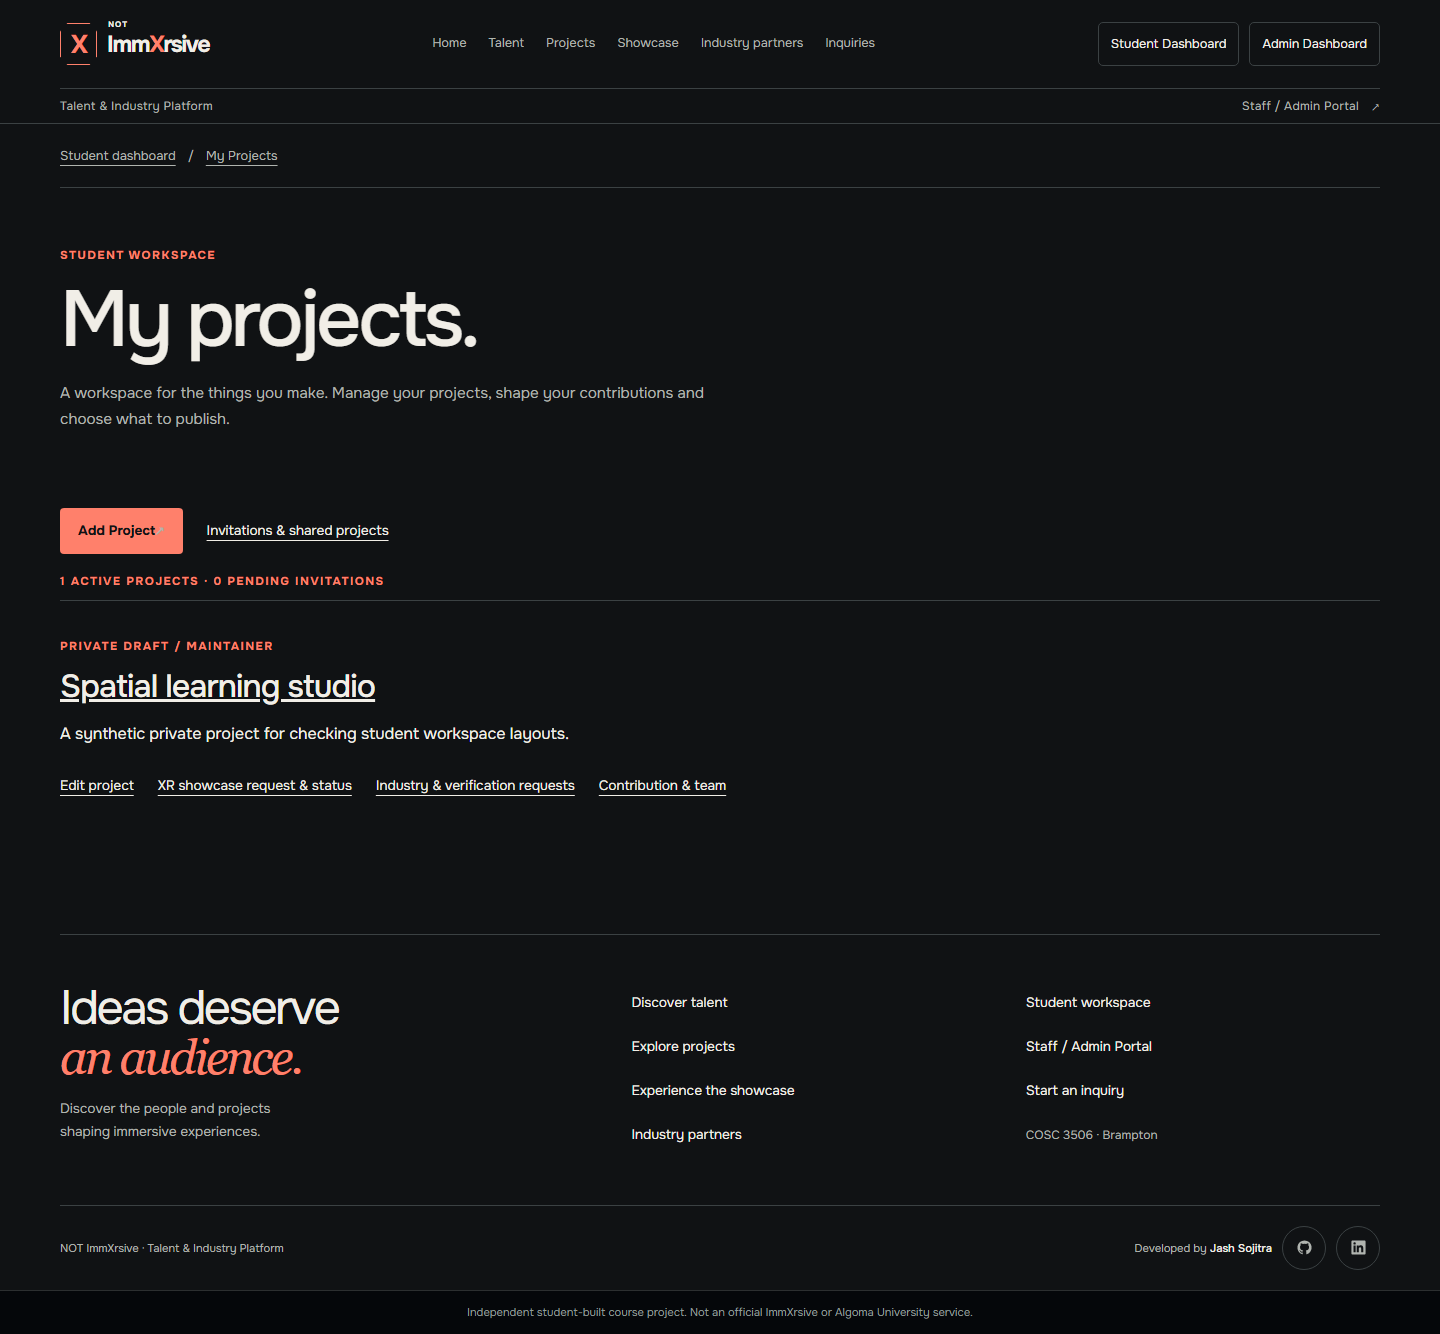 NOT
X ImmXrsive
Home Talent Projects Showcase Industry partners Inquiries
Student Dashboard Admin Dashboard
Talent & Industry Platform
Staff / Admin Portal ↗
Student dashboard / My Projects
STUDENT WORKSPACE
My projects.
A workspace for the things you make. Manage your projects, shape your contributions and
choose what to publish.
Add Project↗ Invitations & shared projects
1 ACTIVE PROJECTS · 0 PENDING INVITATIONS
PRIVATE DRAFT / MAINTAINER
Spatial learning studio
A synthetic private project for checking student workspace layouts.
Edit project XR showcase request & status Industry & verification requests Contribution & team
Ideas deserve
an audience.
Discover the people and projects
shaping immersive experiences.
Discover talent
Explore projects
Experience the showcase
Industry partners
Student workspace
Staff / Admin Portal
Start an inquiry
COSC 3506 · Brampton
NOT ImmXrsive · Talent & Industry Platform
Developed by Jash Sojitra
in
Independent student-built course project. Not an official ImmXrsive or Algoma University service.